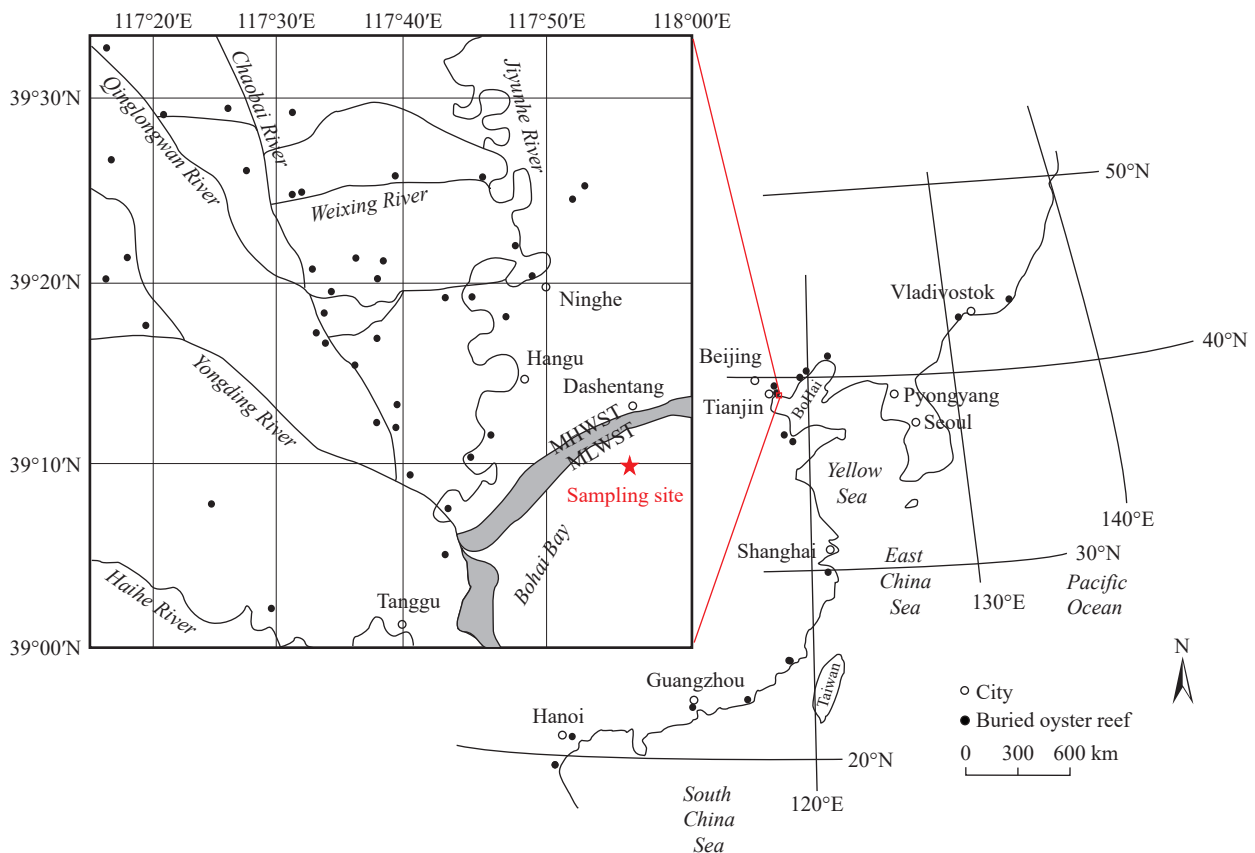 117°20′E
117°30′E
117°40′E
117°50′E
118°00′E
39°30′N
39°20′N
39°10′N
39°00′N
Qinglongwan River
Chaobai River
Jiyunhe River
Weixing River
Ninghe
Hangu
Dashentang
Yongding River
MHWST
MLWST
Sampling site
Bohai Bay
Haihe River
Tanggu
50°N
Vladivostok
40°N
Beijing
Tianjin
BoHai
Pyongyang
Seoul
Yellow
Sea
140°E
Shanghai
East
China
Sea
30°N
130°E
Pacific
Ocean
Guangzhou
Taiwan
Hanoi
20°N
120°E
South
China
Sea
N
City
Buried oyster reef
0 300 600 km